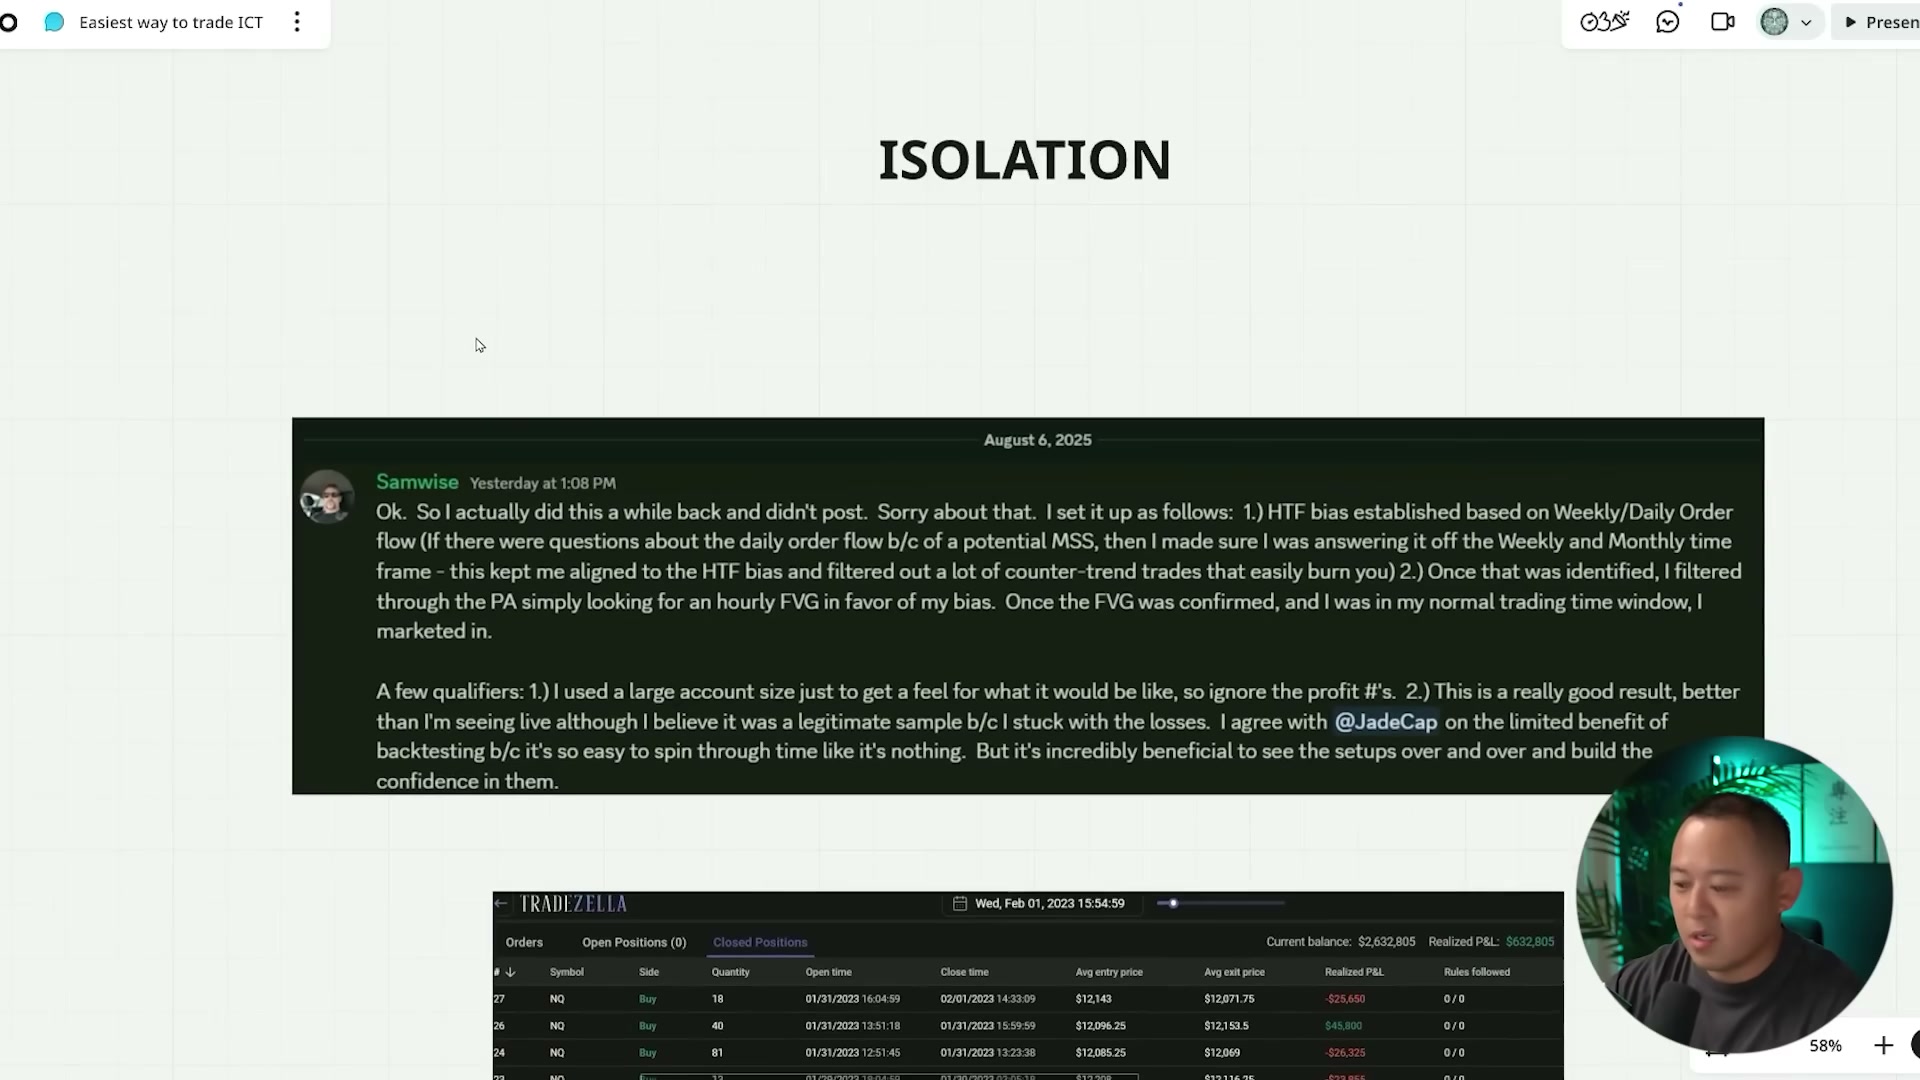 Easiest way to trade ICT
Presen
ISOLATION
August 6, 2025
Samwise Yesterday at 1:08 PM
Ok. So I actually did this a while back and didn't post. Sorry about that. I set it up as follows: 1.) HTF bias established based on Weekly/Daily Order
flow (If there were questions about the daily order flow b/c of a potential MSS, then I made sure I was answering it off the Weekly and Monthly time
frame - this kept me aligned to the HTF bias and filtered out a lot of counter-trend trades that easily burn you) 2.) Once that was identified, I filtered
through the PA simply looking for an hourly FVG in favor of my bias. Once the FVG was confirmed, and I was in my normal trading time window, I
marketed in.
A few qualifiers: 1.) I used a large account size just to get a feel for what it would be like, so ignore the profit #'s. 2.) This is a really good result, better
than I'm seeing live although I believe it was a legitimate sample b/c I stuck with the losses. I agree with @JadeCap on the limited benefit of
backtesting b/c it's so easy to spin through time like it's nothing. But it's incredibly beneficial to see the setups over and over and build the
confidence in them.
TRADEZELLA Wed, Feb 01, 2023 15:54:59
Orders Open Positions (0) Closed Positions Current balance: $2,632,805 Realized P&L: $632,805
# Symbol Side Quantity Open time Close time Avg entry price Avg exit price Realized P&L Rules followed
27 NQ Buy 18 01/31/2023 16:04:59 02/01/2023 14:33:09 $12,143 $12,071.75 -$25,650 0 / 0
26 NQ Buy 40 01/31/2023 13:51:18 01/31/2023 15:59:59 $12,096.25 $12,153.5 $45,800 0 / 0
24 NQ Buy 81 01/31/2023 12:51:45 01/31/2023 13:23:38 $12,085.25 $12,069 -$26,325 0 / 0
58%